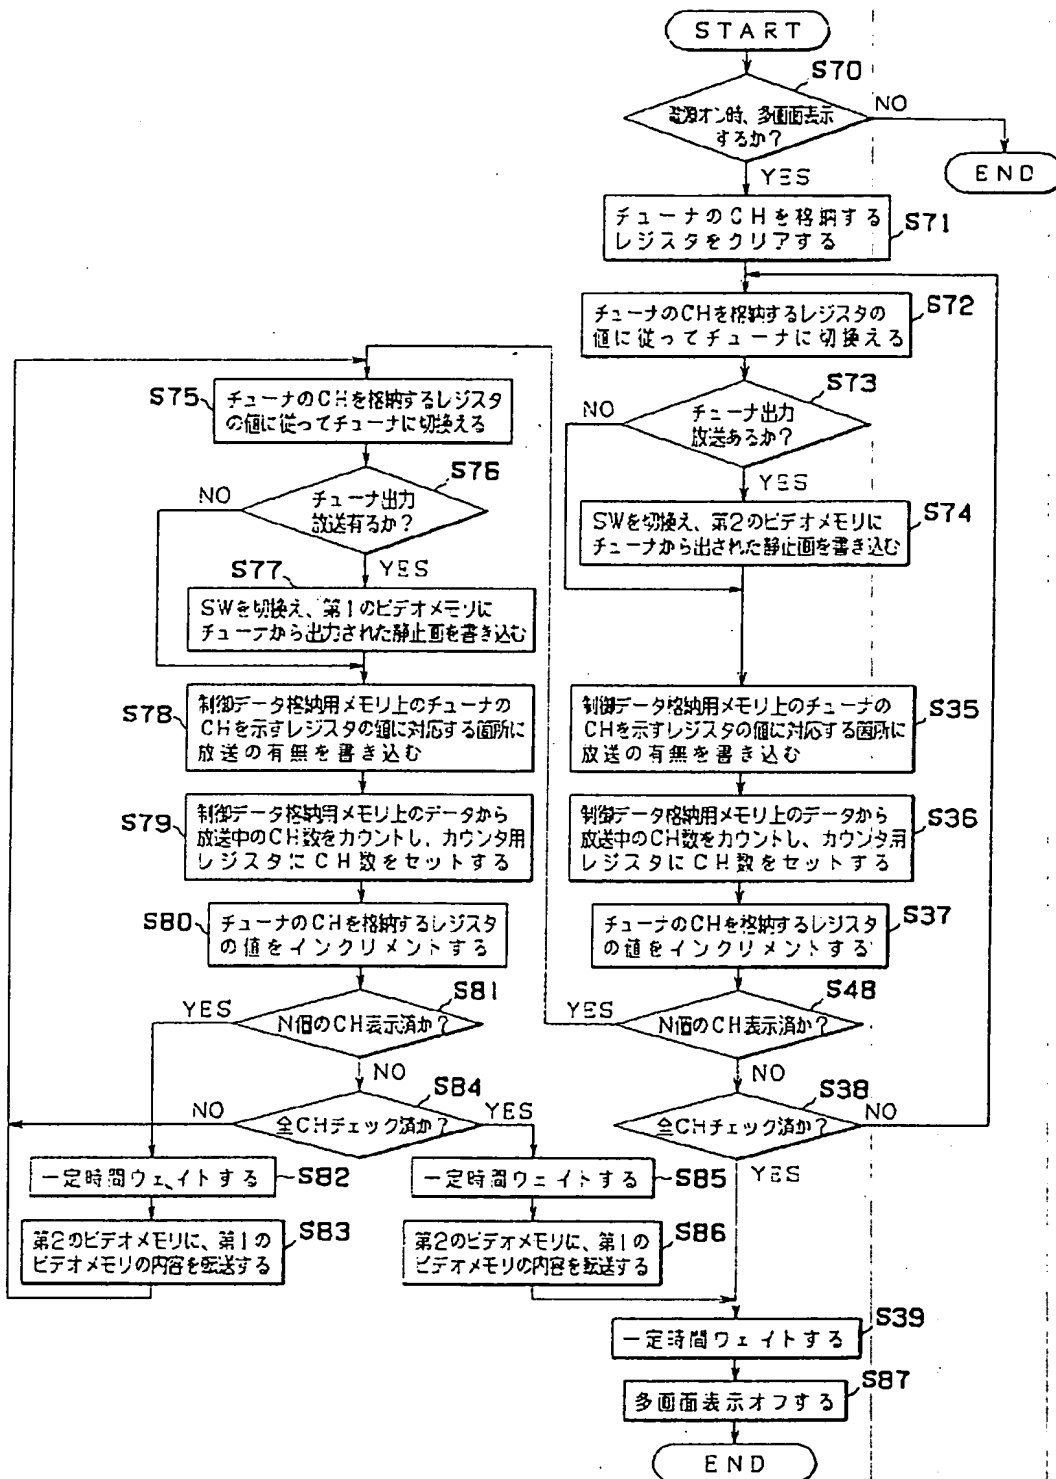 START
S70
電源オン時、多画面表示
するか?
NO
END
YES
チューナのCHを格納する
レジスタをクリアする
S71
チューナのCHを格納するレジスタの
値に従ってチューナに切換える
S72
S73
チューナ出力
放送あるか?
NO
YES
SWを切換え、第2のビデオメモリに
チューナから出された静止画を書き込む
S74
S75
チューナのCHを格納するレジスタ
の値に従ってチューナに切換える
S76
チューナ出力
放送有るか?
NO
YES
S77
SWを切換え、第1のビデオメモリに
チューナから出力された静止画を書き込む
S78
制御データ格納用メモリ上のチューナの
CHを示すレジスタの値に対応する箇所に
放送の有無を書き込む
S79
制御データ格納用メモリ上のデータから
放送中のCH数をカウントし、カウンタ用
レジスタにCH数をセットする
S80
チューナのCHを格納するレジスタ
の値をインクリメントする
S81
N個のCH表示済か?
YES
NO
S84
全CHチェック済か?
NO
YES
一定時間ウェイトする
S82
第2のビデオメモリに、第1の
ビデオメモリの内容を転送する
S83
一定時間ウェイトする
S85
第2のビデオメモリに、第1の
ビデオメモリの内容を転送する
S86
制御データ格納用メモリ上のチューナの
CHを示すレジスタの値に対応する箇所に
放送の有無を書き込む
S35
制御データ格納用メモリ上のデータから
放送中のCH数をカウントし、カウンタ用
レジスタにCH数をセットする
S36
チューナのCHを格納するレジスタ
の値をインクリメントする
S37
S48
N個のCH表示済か?
YES
NO
S38
全CHチェック済か?
NO
YES
一定時間ウェイトする
S39
多画面表示オフする
S87
END